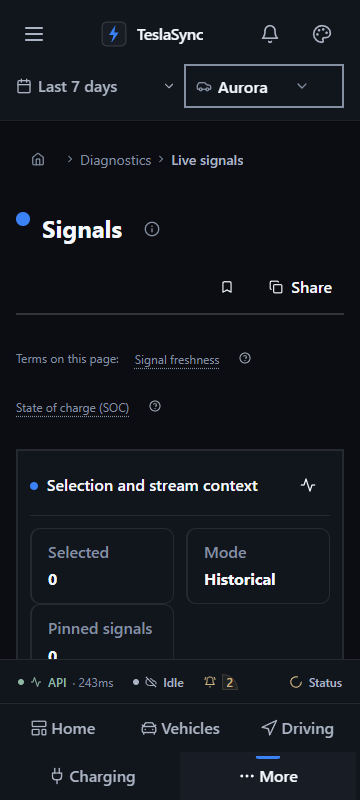 TeslaSync
Last 7 days
Aurora
Diagnostics
Live signals
Signals
Share
Terms on this page:
Signal freshness
State of charge (SOC)
Selection and stream context
Selected
0
Mode
Historical
Pinned signals
0
API · 243ms
Idle
2
Status
Home
Vehicles
Driving
Charging
More